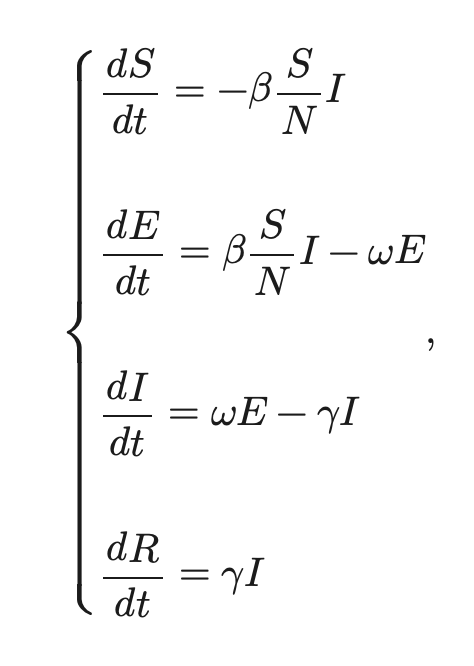 dS/dt = −β S/N I
dE/dt = β S/N I − ωE
,
dI/dt = ωE − γI
dR/dt = γI